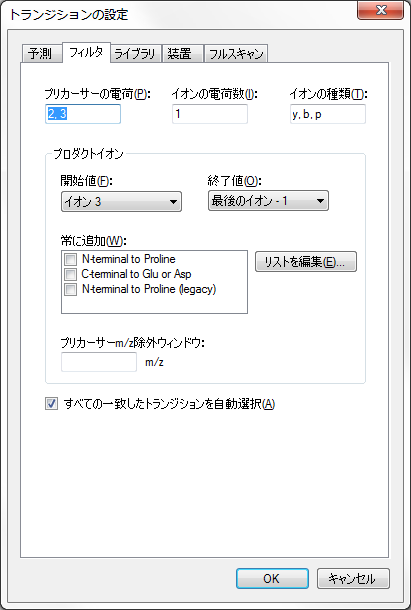 トランジションの設定
予測 フィルタ ライブラリ 装置 フルスキャン
プリカーサーの電荷(P): イオンの電荷数(I): イオンの種類(T):
2, 3 1 y, b, p
プロダクトイオン
開始値(F): 終了値(O):
イオン 3 最後のイオン - 1
常に追加(W):
N-terminal to Proline リストを編集(E)...
C-terminal to Glu or Asp
N-terminal to Proline (legacy)
プリカーサーm/z除外ウィンドウ:
m/z
すべての一致したトランジションを自動選択(A)
OK キャンセル